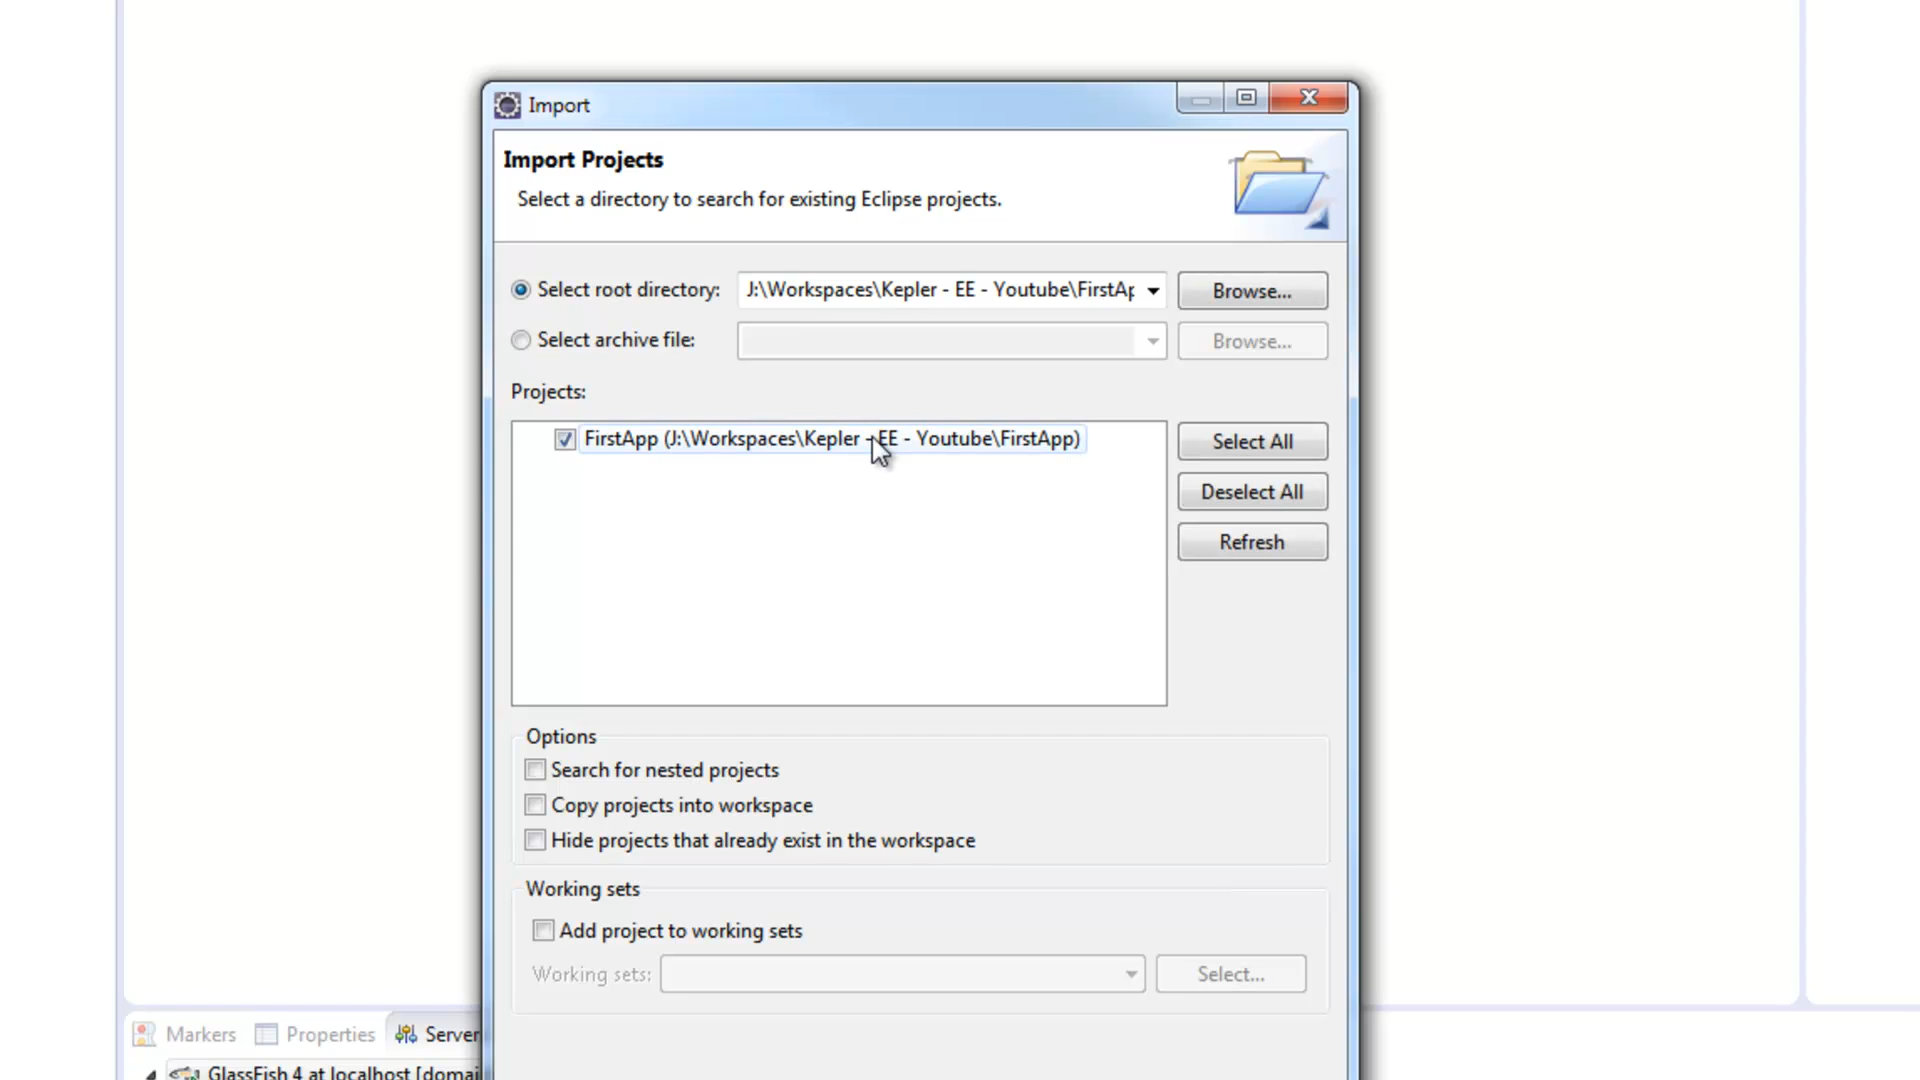 Import
Import Projects
Select a directory to search for existing Eclipse projects.
Select root directory: J:\Workspaces\Kepler - EE - Youtube\FirstAp Browse...
Select archive file: Browse...
Projects:
FirstApp (J:\Workspaces\Kepler - EE - Youtube\FirstApp) Select All
Deselect All
Refresh
Options
Search for nested projects
Copy projects into workspace
Hide projects that already exist in the workspace
Working sets
Add project to working sets
Working sets: Select...
Markers Properties Server
GlassFish 4 at localhost [domai